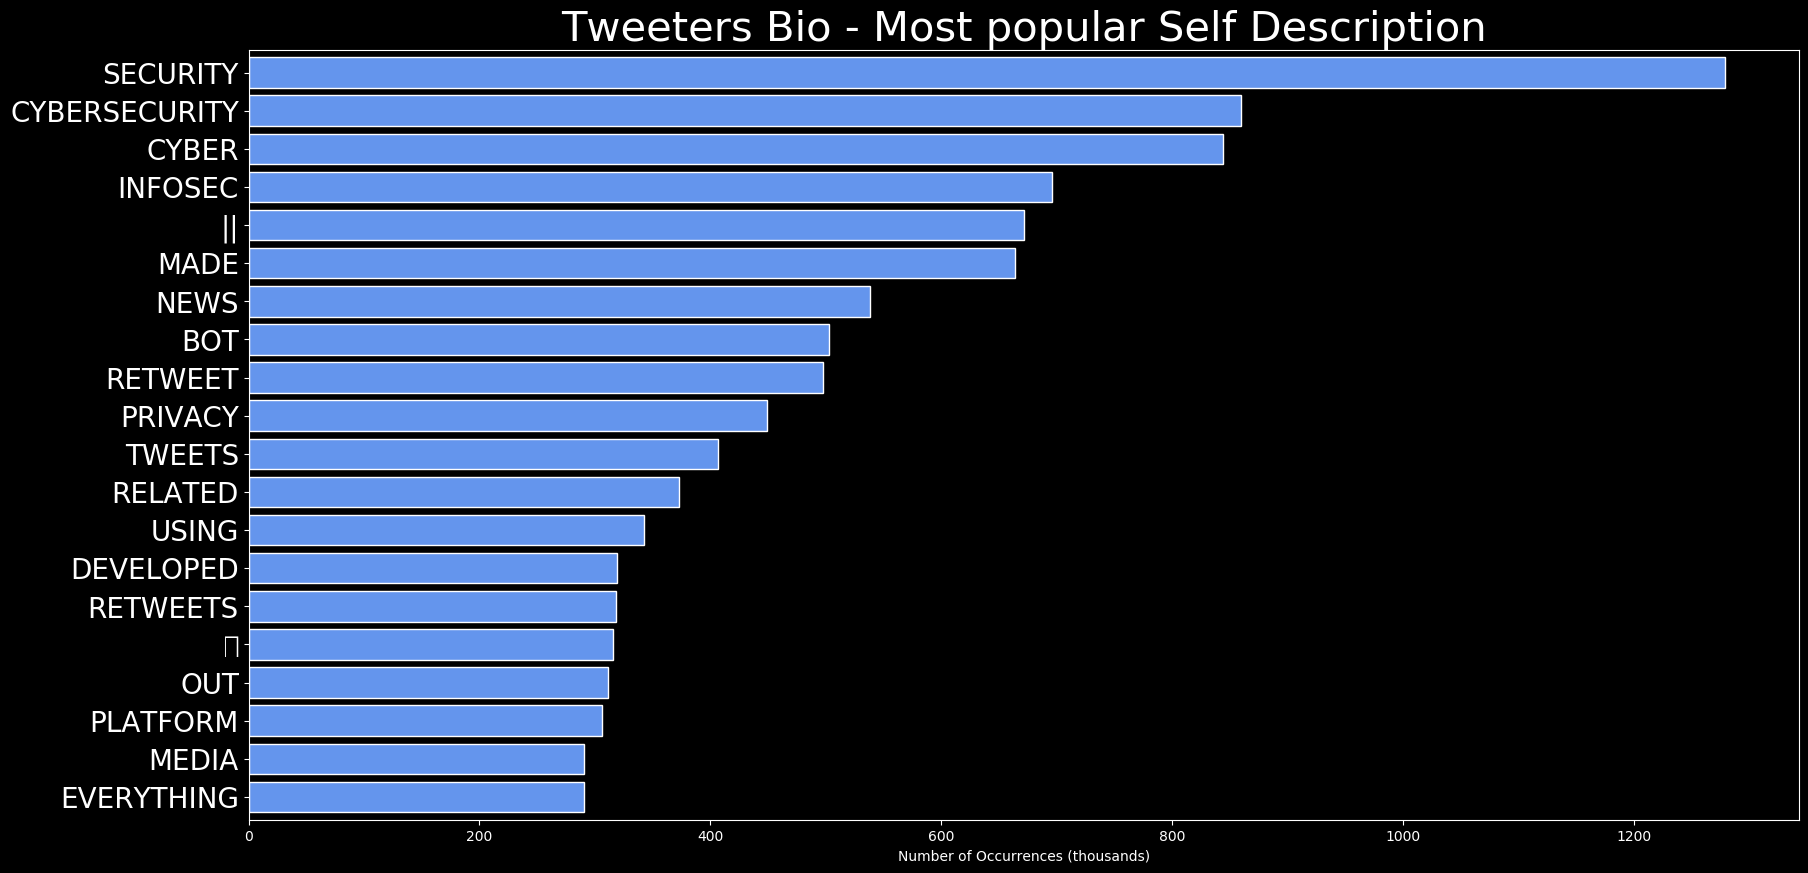 Tweeters Bio - Most popular Self Description
SECURITY
CYBERSECURITY
CYBER
INFOSEC
||
MADE
NEWS
BOT
RETWEET
PRIVACY
TWEETS
RELATED
USING
DEVELOPED
RETWEETS
OUT
PLATFORM
MEDIA
EVERYTHING
0 200 400 600 800 1000 1200
Number of Occurrences (thousands)